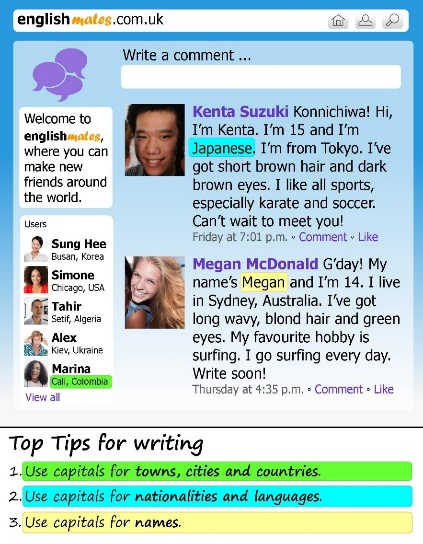 englishmates.com.uk
Write a comment ...
Welcome to
englishmates,
where you can
make new
friends around
the world.
Users
Sung Hee
Busan, Korea
Simone
Chicago, USA
Tahir
Setif, Algeria
Alex
Kiev, Ukraine
Marina
Cali, Colombia
View all
Kenta Suzuki Konnichiwa! Hi,
I'm Kenta. I'm 15 and I'm
Japanese. I'm from Tokyo. I've
got short brown hair and dark
brown eyes. I like all sports,
especially karate and soccer.
Can't wait to meet you!
Friday at 7:01 p.m. • Comment • Like
Megan McDonald G'day! My
name's Megan and I'm 14. I live
in Sydney, Australia. I've got
long wavy, blond hair and green
eyes. My favourite hobby is
surfing. I go surfing every day.
Write soon!
Thursday at 4:35 p.m. • Comment • Like
Top Tips for writing
1. Use capitals for towns, cities and countries.
2. Use capitals for nationalities and languages.
3. Use capitals for names.